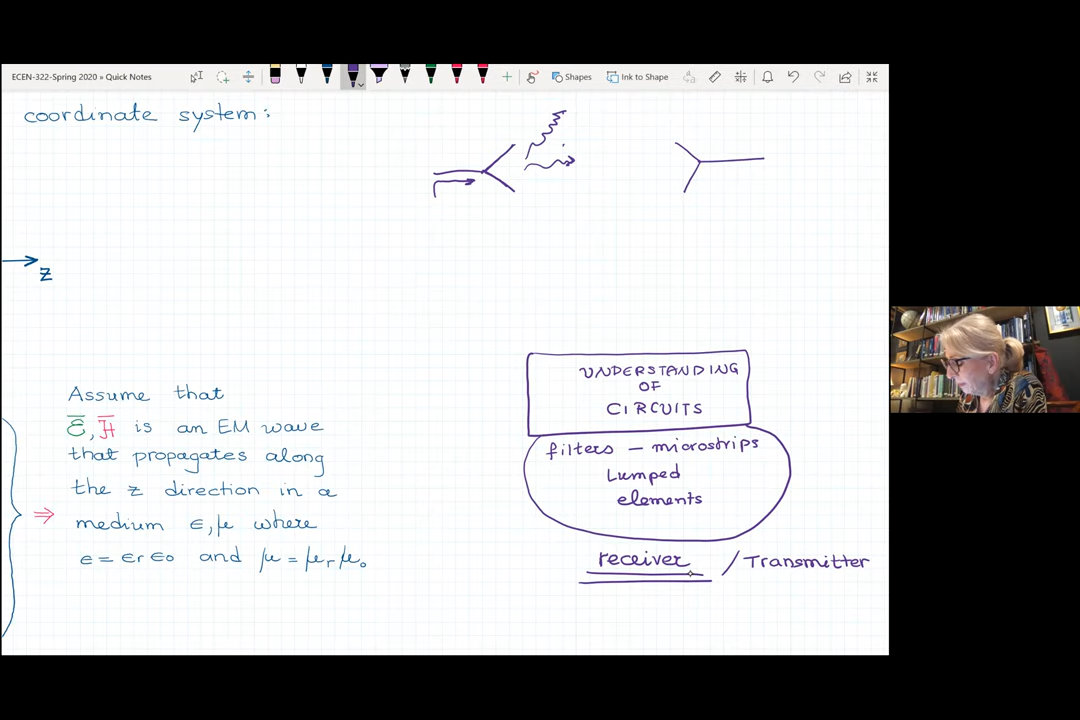 ECEN-322-Spring 2020 » Quick Notes
Shapes
Ink to Shape
coordinate system:
z
Assume that
Ē, H̄ is an EM wave
that propagates along
the z direction in a
medium ϵ, μ where
ϵ = ϵr ϵ0 and μ = μr μ0
UNDERSTANDING
OF
CIRCUITS
filters — microstrips
Lumped
elements
receiver / Transmitter